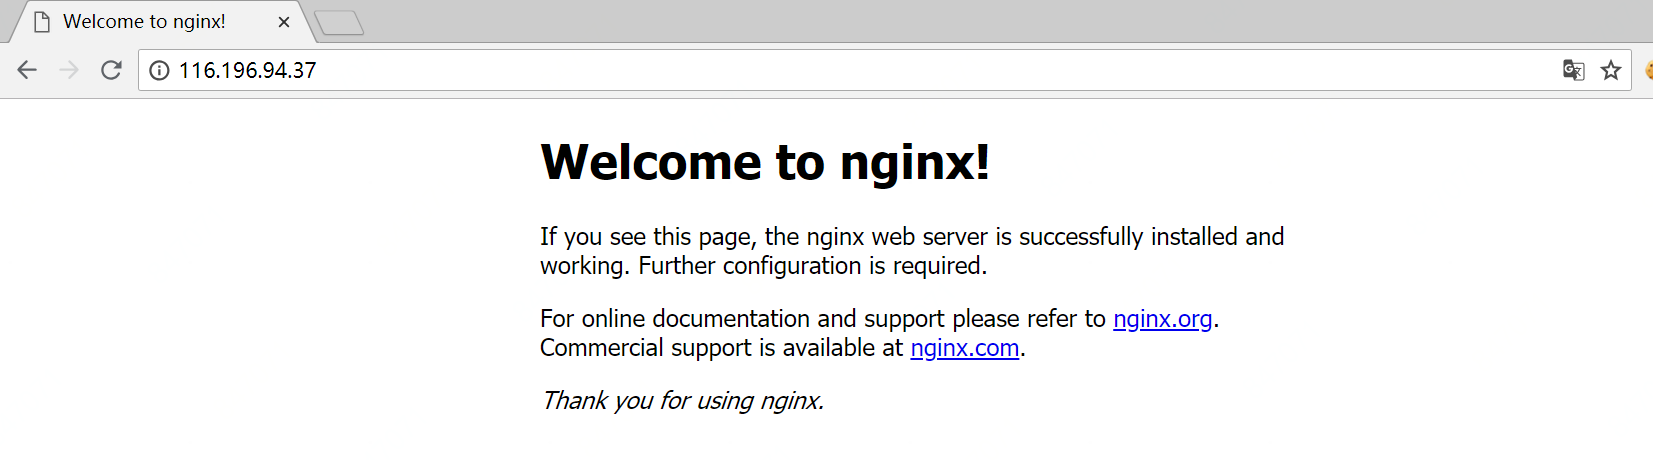 Welcome to nginx!
116.196.94.37
Welcome to nginx!
If you see this page, the nginx web server is successfully installed and
working. Further configuration is required.
For online documentation and support please refer to nginx.org.
Commercial support is available at nginx.com.
Thank you for using nginx.